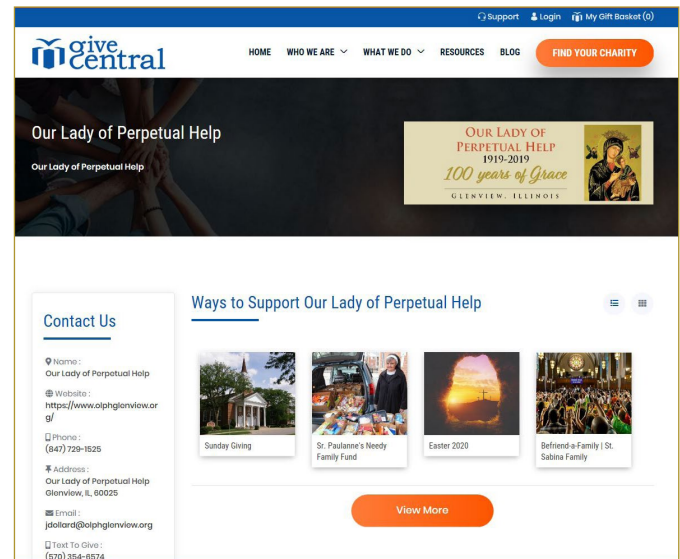 Support Login My Gift Basket (0)
give central
HOME WHO WE ARE WHAT WE DO RESOURCES BLOG FIND YOUR CHARITY
Our Lady of Perpetual Help
Our Lady of Perpetual Help
OUR LADY OF
PERPETUAL HELP
1919-2019
100 years of Grace
GLENVIEW, ILLINOIS
Contact Us
Name :
Our Lady of Perpetual Help
Website :
https://www.olphglenview.or
g/
Phone :
(847) 729-1525
Address :
Our Lady of Perpetual Help
Glenview, IL, 60025
Email :
jdollard@olphglenview.org
Text To Give :
(570) 354-6574
Ways to Support Our Lady of Perpetual Help
Sunday Giving
Sr. Paulanne's Needy
Family Fund
Easter 2020
Befriend-a-Family | St.
Sabina Family
View More